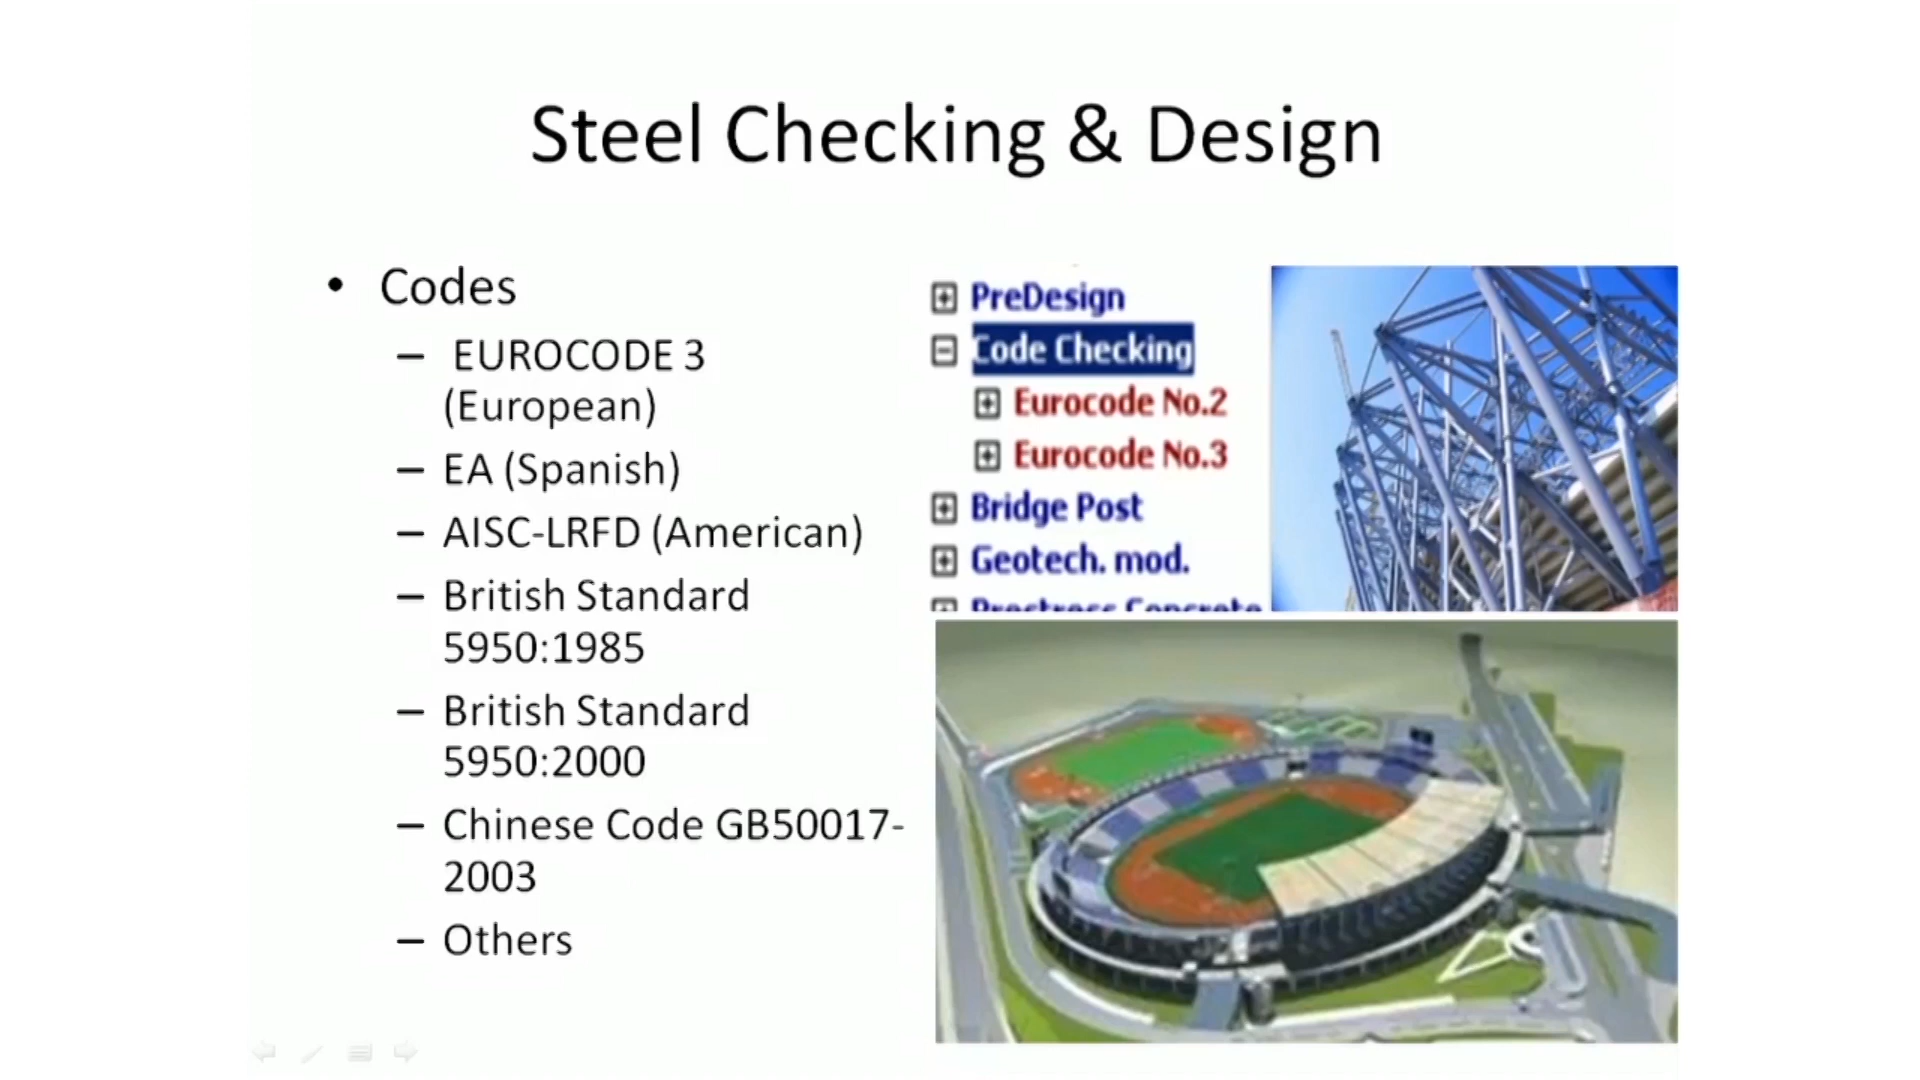 Steel Checking & Design
• Codes
– EUROCODE 3
(European)
– EA (Spanish)
– AISC-LRFD (American)
– British Standard
5950:1985
– British Standard
5950:2000
– Chinese Code GB50017-
2003
– Others
PreDesign
Code Checking
Eurocode No.2
Eurocode No.3
Bridge Post
Geotech. mod.
Prestress Concrete